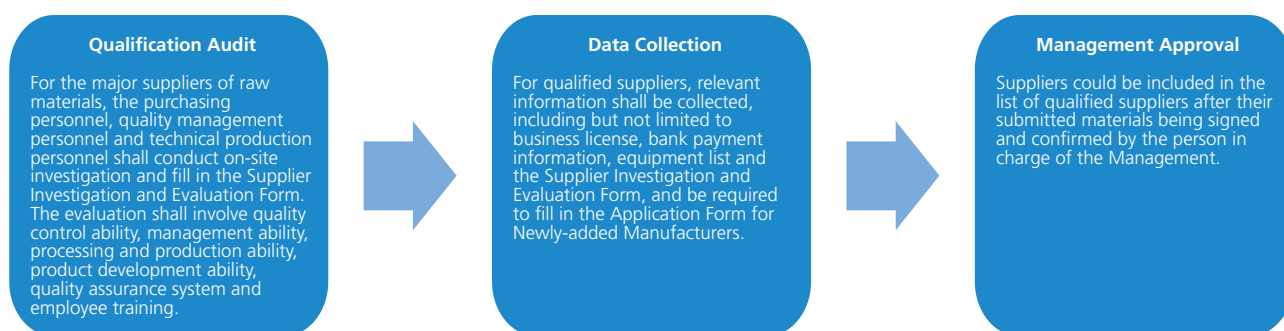 Qualification Audit
For the major suppliers of raw
materials, the purchasing
personnel, quality management
personnel and technical production
personnel shall conduct on-site
investigation and fill in the Supplier
Investigation and Evaluation Form.
The evaluation shall involve quality
control ability, management ability,
processing and production ability,
product development ability,
quality assurance system and
employee training.
Data Collection
For qualified suppliers, relevant
information shall be collected,
including but not limited to
business license, bank payment
information, equipment list and
the Supplier Investigation and
Evaluation Form, and be required
to fill in the Application Form for
Newly-added Manufacturers.
Management Approval
Suppliers could be included in the
list of qualified suppliers after their
submitted materials being signed
and confirmed by the person in
charge of the Management.